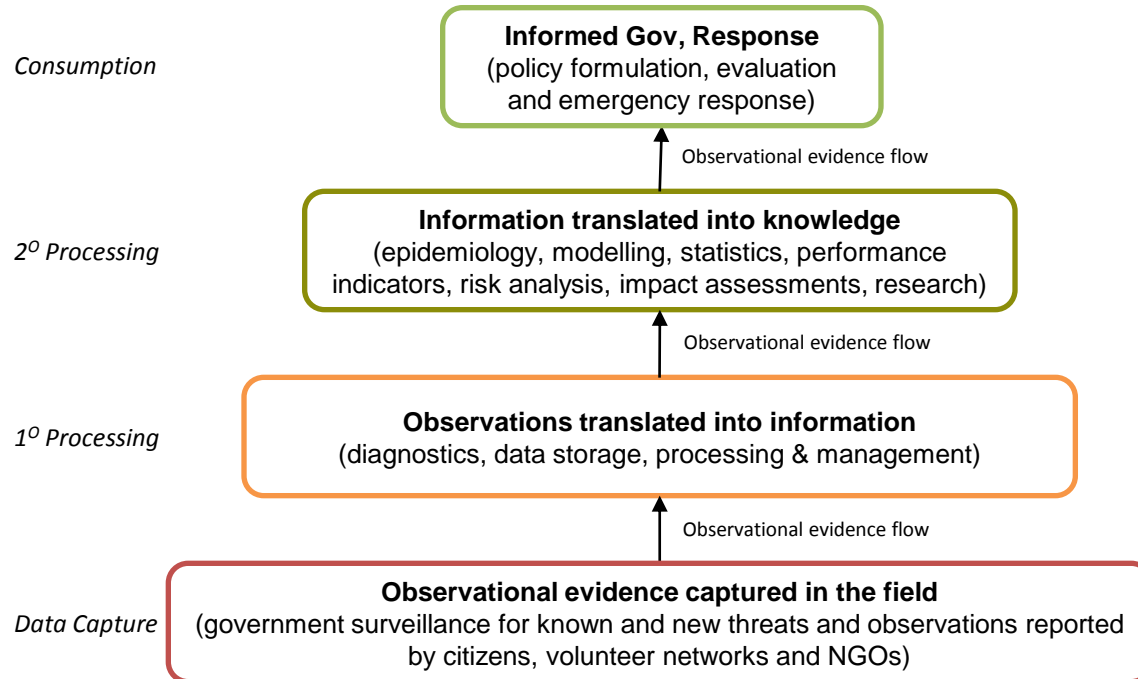 Consumption
Informed Gov, Response
(policy formulation, evaluation
and emergency response)
Observational evidence flow
2º Processing
Information translated into knowledge
(epidemiology, modelling, statistics, performance
indicators, risk analysis, impact assessments, research)
Observational evidence flow
1º Processing
Observations translated into information
(diagnostics, data storage, processing & management)
Observational evidence flow
Data Capture
Observational evidence captured in the field
(government surveillance for known and new threats and observations reported
by citizens, volunteer networks and NGOs)